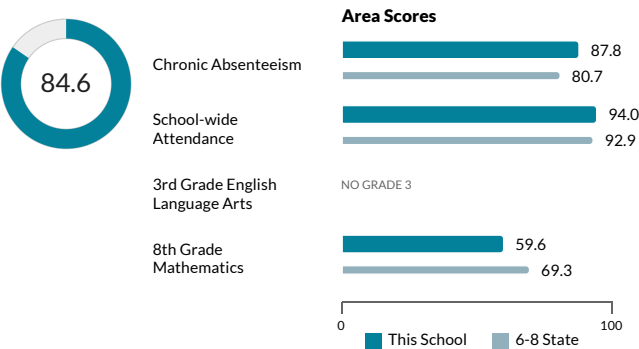 Area Scores
84.6
Chronic Absenteeism
87.8
80.7
School-wide
Attendance
94.0
92.9
3rd Grade English
Language Arts
NO GRADE 3
8th Grade
Mathematics
59.6
69.3
0
100
This School
6-8 State